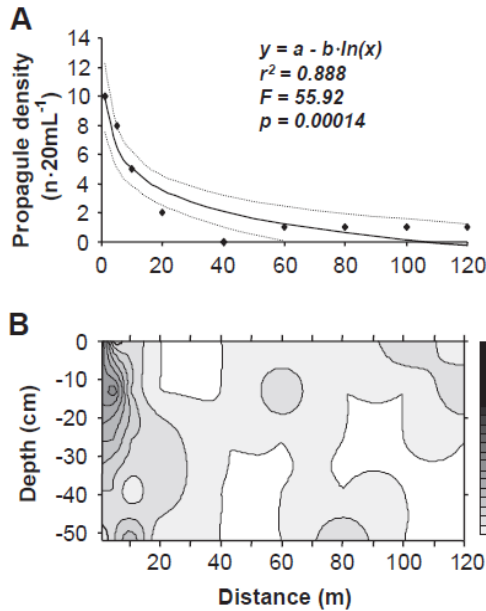 A
y = a - b·ln(x)
r² = 0.888
F = 55.92
p = 0.00014
Propagule density
(n·20mL⁻¹)
14
12
10
8
6
4
2
0
0 20 40 60 80 100 120
B
Depth (cm)
0
-10
-20
-30
-40
-50
20 40 60 80 100 120
Distance (m)